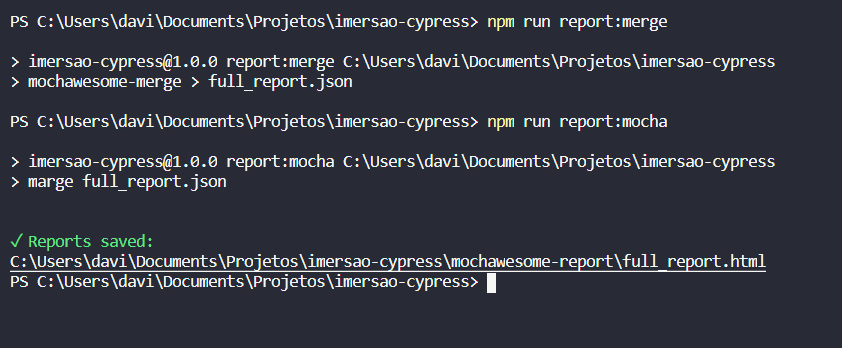 PS C:\Users\davi\Documents\Projetos\imersao-cypress> npm run report:merge
> imersao-cypress@1.0.0 report:merge C:\Users\davi\Documents\Projetos\imersao-cypress
> mochawesome-merge > full_report.json
PS C:\Users\davi\Documents\Projetos\imersao-cypress> npm run report:mocha
> imersao-cypress@1.0.0 report:mocha C:\Users\davi\Documents\Projetos\imersao-cypress
> marge full_report.json
✓ Reports saved:
C:\Users\davi\Documents\Projetos\imersao-cypress\mochawesome-report\full_report.html
PS C:\Users\davi\Documents\Projetos\imersao-cypress>